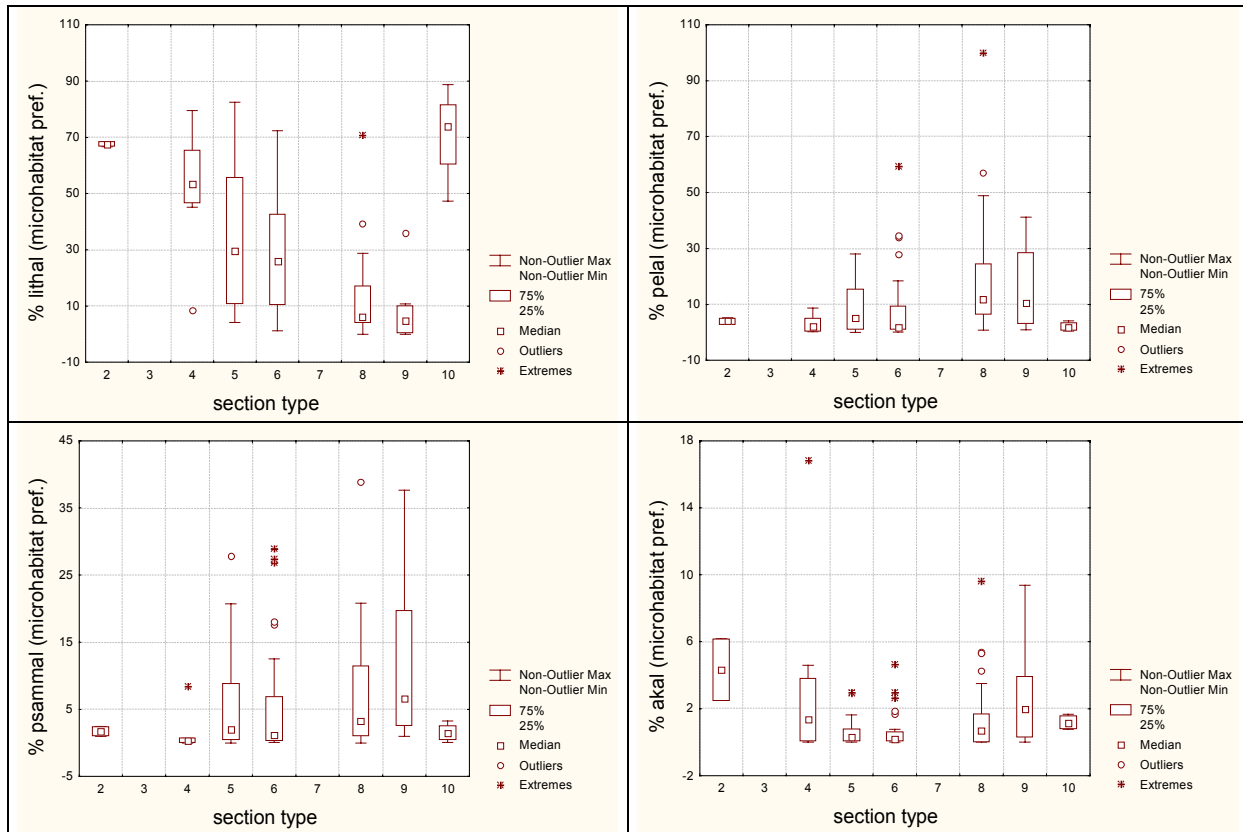 110
90
70
50
30
10
-10
% lithal (microhabitat pref.)
2 3 4 5 6 7 8 9 10
section type
Non-Outlier Max
Non-Outlier Min
75%
25%
Median
Outliers
Extremes
110
90
70
50
30
10
-10
% pelal (microhabitat pref.)
2 3 4 5 6 7 8 9 10
section type
Non-Outlier Max
Non-Outlier Min
75%
25%
Median
Outliers
Extremes
45
35
25
15
5
-5
% psammal (microhabitat pref.)
2 3 4 5 6 7 8 9 10
section type
Non-Outlier Max
Non-Outlier Min
75%
25%
Median
Outliers
Extremes
18
14
10
6
2
-2
% akal (microhabitat pref.)
2 3 4 5 6 7 8 9 10
section type
Non-Outlier Max
Non-Outlier Min
75%
25%
Median
Outliers
Extremes